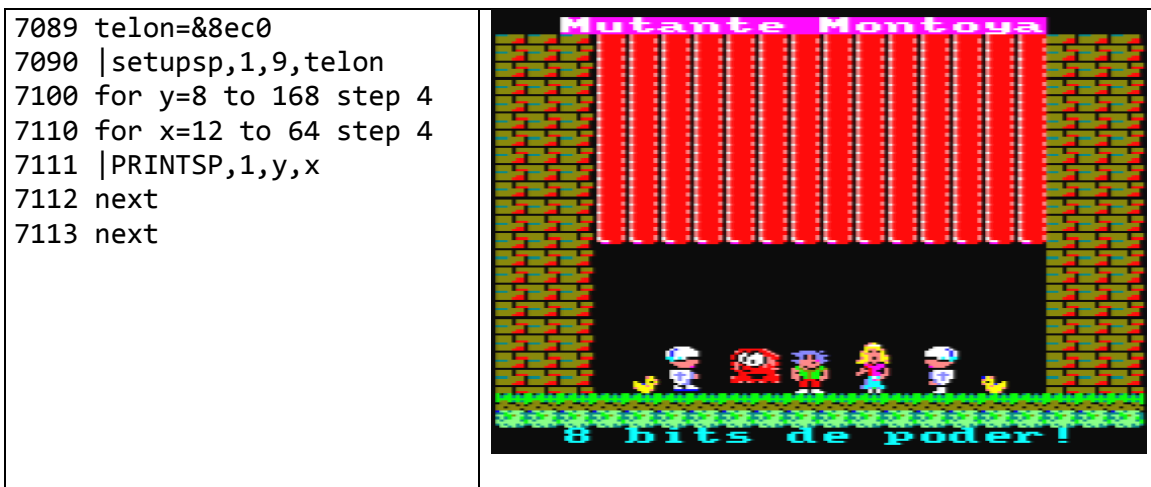 7089 telon=&8ec0
7090 |setupsp,1,9,telon
7100 for y=8 to 168 step 4
7110 for x=12 to 64 step 4
7111 |PRINTSP,1,y,x
7112 next
7113 next
Mutante Montoya
8 bits de poder!